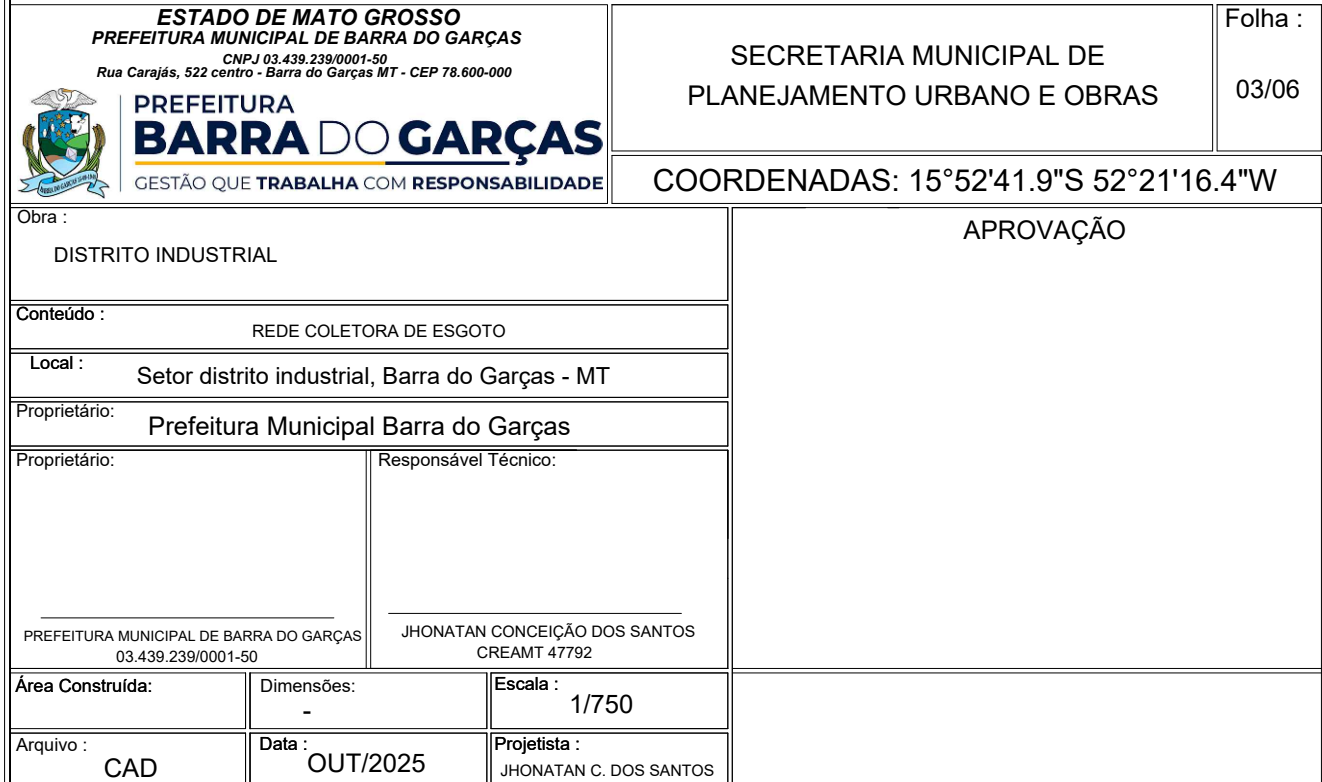 ESTADO DE MATO GROSSO
PREFEITURA MUNICIPAL DE BARRA DO GARÇAS
CNPJ 03.439.239/0001-50
Rua Carajás, 522 centro - Barra do Garças MT - CEP 78.600-000
PREFEITURA
BARRA DO GARÇAS
GESTÃO QUE TRABALHA COM RESPONSABILIDADE
SECRETARIA MUNICIPAL DE
PLANEJAMENTO URBANO E OBRAS
Folha :
03/06
COORDENADAS: 15°52'41.9"S 52°21'16.4"W
Obra :
DISTRITO INDUSTRIAL
APROVAÇÃO
Conteúdo :
REDE COLETORA DE ESGOTO
Local :
Setor distrito industrial, Barra do Garças - MT
Proprietário:
Prefeitura Municipal Barra do Garças
Proprietário:
PREFEITURA MUNICIPAL DE BARRA DO GARÇAS
03.439.239/0001-50
Responsável Técnico:
JHONATAN CONCEIÇÃO DOS SANTOS
CREAMT 47792
Área Construída:
Dimensões:
-
Escala :
1/750
Arquivo :
CAD
Data :
OUT/2025
Projetista :
JHONATAN C. DOS SANTOS